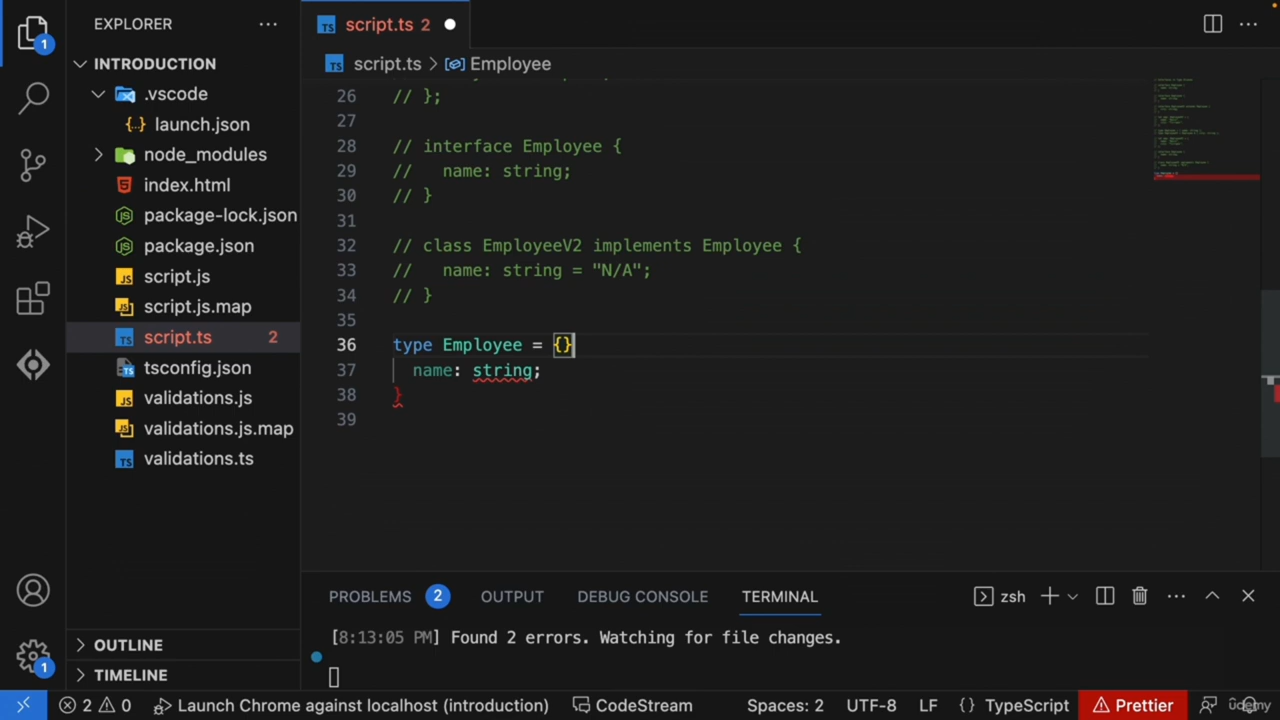 EXPLORER
INTRODUCTION
.vscode
launch.json
node_modules
index.html
package-lock.json
package.json
script.js
script.js.map
script.ts 2
tsconfig.json
validations.js
validations.js.map
validations.ts
OUTLINE
TIMELINE
TS script.ts 2
TS script.ts > Employee
26 // };
27
28 // interface Employee {
29 //   name: string;
30 // }
31
32 // class EmployeeV2 implements Employee {
33 //   name: string = "N/A";
34 // }
35
36 type Employee = {}
37   name: string;
38 }
39
PROBLEMS 2 OUTPUT DEBUG CONSOLE TERMINAL zsh
[8:13:05 PM] Found 2 errors. Watching for file changes.
2 0 Launch Chrome against localhost (introduction) CodeStream Spaces: 2 UTF-8 LF {} TypeScript Prettier
udemy